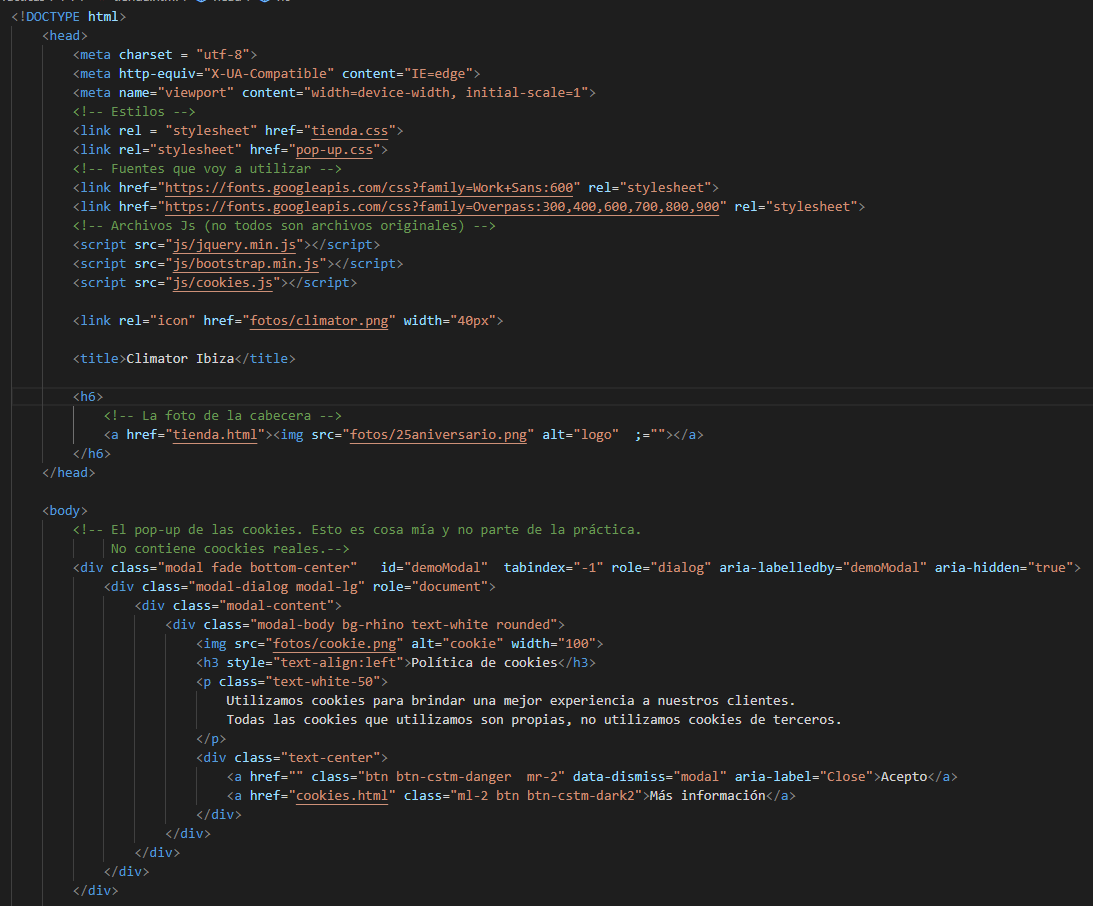 <!DOCTYPE html>
<head>
<meta charset = "utf-8">
<meta http-equiv="X-UA-Compatible" content="IE=edge">
<meta name="viewport" content="width=device-width, initial-scale=1">
<!-- Estilos -->
<link rel = "stylesheet" href="tienda.css">
<link rel="stylesheet" href="pop-up.css">
<!-- Fuentes que voy a utilizar -->
<link href="https://fonts.googleapis.com/css?family=Work+Sans:600" rel="stylesheet">
<link href="https://fonts.googleapis.com/css?family=Overpass:300,400,600,700,800,900" rel="stylesheet">
<!-- Archivos Js (no todos son archivos originales) -->
<script src="js/jquery.min.js"></script>
<script src="js/bootstrap.min.js"></script>
<script src="js/cookies.js"></script>
<link rel="icon" href="fotos/climator.png" width="40px">
<title>Climator Ibiza</title>
<h6>
<!-- La foto de la cabecera -->
<a href="tienda.html"><img src="fotos/25aniversario.png" alt="logo"  ;=""></a>
</h6>
</head>
<body>
<!-- El pop-up de las cookies. Esto es cosa mía y no parte de la práctica.
No contiene coockies reales.-->
<div class="modal fade bottom-center"   id="demoModal"  tabindex="-1" role="dialog" aria-labelledby="demoModal" aria-hidden="true">
<div class="modal-dialog modal-lg" role="document">
<div class="modal-content">
<div class="modal-body bg-rhino text-white rounded">
<img src="fotos/cookie.png" alt="cookie" width="100">
<h3 style="text-align:left">Política de cookies</h3>
<p class="text-white-50">
Utilizamos cookies para brindar una mejor experiencia a nuestros clientes.
Todas las cookies que utilizamos son propias, no utilizamos cookies de terceros.
</p>
<div class="text-center">
<a href="" class="btn btn-cstm-danger  mr-2" data-dismiss="modal" aria-label="Close">Acepto</a>
<a href="cookies.html" class="ml-2 btn btn-cstm-dark2">Más información</a>
</div>
</div>
</div>
</div>
</div>